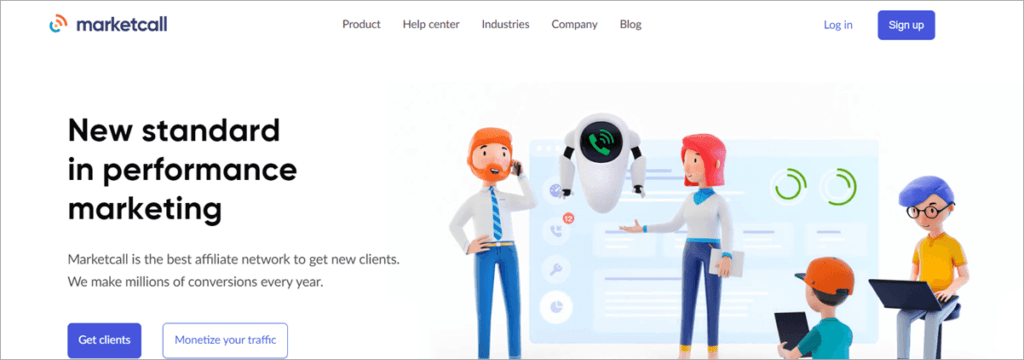 marketcall
Product
Help center
Industries
Company
Blog
Log in
Sign up
New standard
in performance
marketing
Marketcall is the best affiliate network to get new clients.
We make millions of conversions every year.
Get clients
Monetize your traffic
12